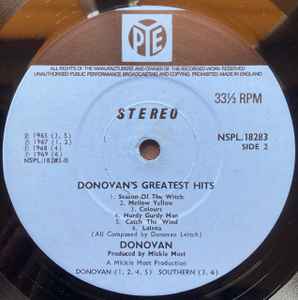 PYE
ALL RIGHTS OF THE MANUFACTURERS AND OWNER OF THE RECORDED WORK RESERVED
UNAUTHORISED PUBLIC PERFORMANCE, BROADCASTING AND COPYING PROHIBITED. MADE IN ENGLAND
STEREO
33⅓ RPM
℗ 1965 (3, 5)
℗ 1967 (1, 2)
℗ 1968 (4)
℗ 1969 (6)
NSPL.18283-B
NSPL.18283
SIDE 2
DONOVAN'S GREATEST HITS
1. Season Of The Witch
2. Mellow Yellow
3. Colours
4. Hurdy Gurdy Man
5. Catch The Wind
6. Lalena
(All Composed by Donovan Leitch)
DONOVAN
Produced by Mickie Most
A Mickie Most Production
DONOVAN (1, 2, 4, 5) SOUTHERN (3, 6)